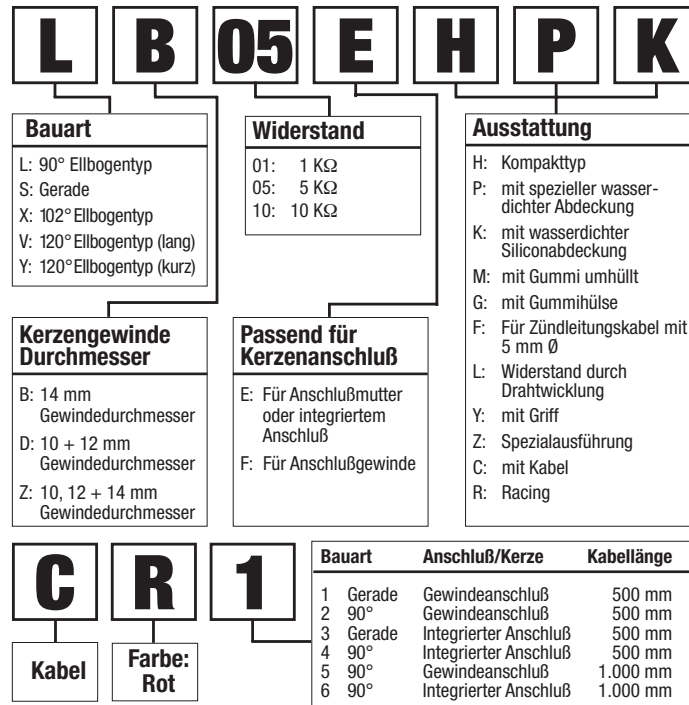 L B 05 E H P K
Bauart
L: 90° Ellbogentyp
S: Gerade
X: 102° Ellbogentyp
V: 120° Ellbogentyp (lang)
Y: 120° Ellbogentyp (kurz)
Widerstand
01: 1 KΩ
05: 5 KΩ
10: 10 KΩ
Ausstattung
H: Kompakttyp
P: mit spezieller wasser-
dichter Abdeckung
K: mit wasserdichter
Siliconabdeckung
M: mit Gummi umhüllt
G: mit Gummihülse
F: Für Zündleitungskabel mit
5 mm Ø
L: Widerstand durch
Drahtwicklung
Y: mit Griff
Z: Spezialausführung
C: mit Kabel
R: Racing
Kerzengewinde
Durchmesser
B: 14 mm
Gewindedurchmesser
D: 10 + 12 mm
Gewindedurchmesser
Z: 10, 12 + 14 mm
Gewindedurchmesser
Passend für
Kerzenanschluß
E: Für Anschlußmutter
oder integriertem
Anschluß
F: Für Anschlußgewinde
C R 1
Kabel
Farbe:
Rot
Bauart Anschluß/Kerze Kabellänge
1 Gerade Gewindeanschluß 500 mm
2 90° Gewindeanschluß 500 mm
3 Gerade Integrierter Anschluß 500 mm
4 90° Integrierter Anschluß 500 mm
5 90° Gewindeanschluß 1.000 mm
6 90° Integrierter Anschluß 1.000 mm